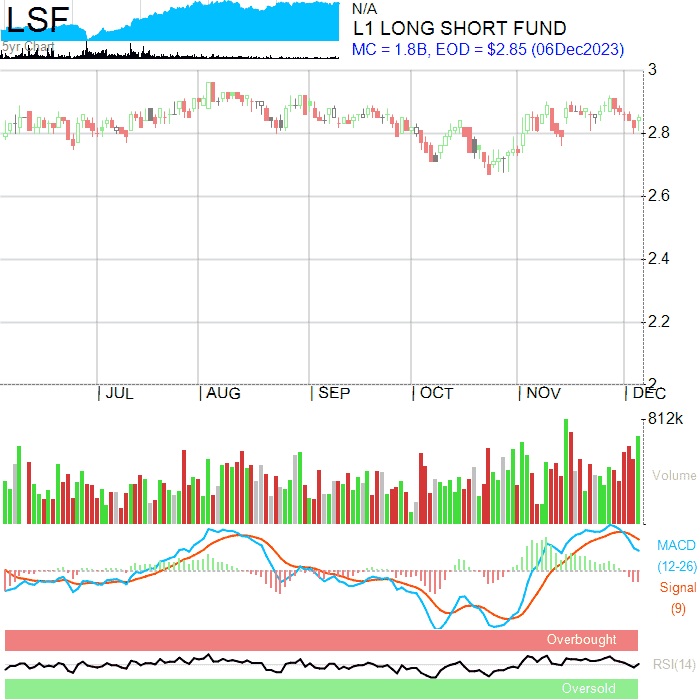 LSF
5yr Chart
N/A
L1 LONG SHORT FUND
MC = 1.8B, EOD = $2.85 (06Dec2023)
3
2.8
2.6
2.4
2.2
2
JUL AUG SEP OCT NOV DEC
812k
Volume
MACD
(12-26)
Signal
(9)
Overbought
RSI(14)
Oversold